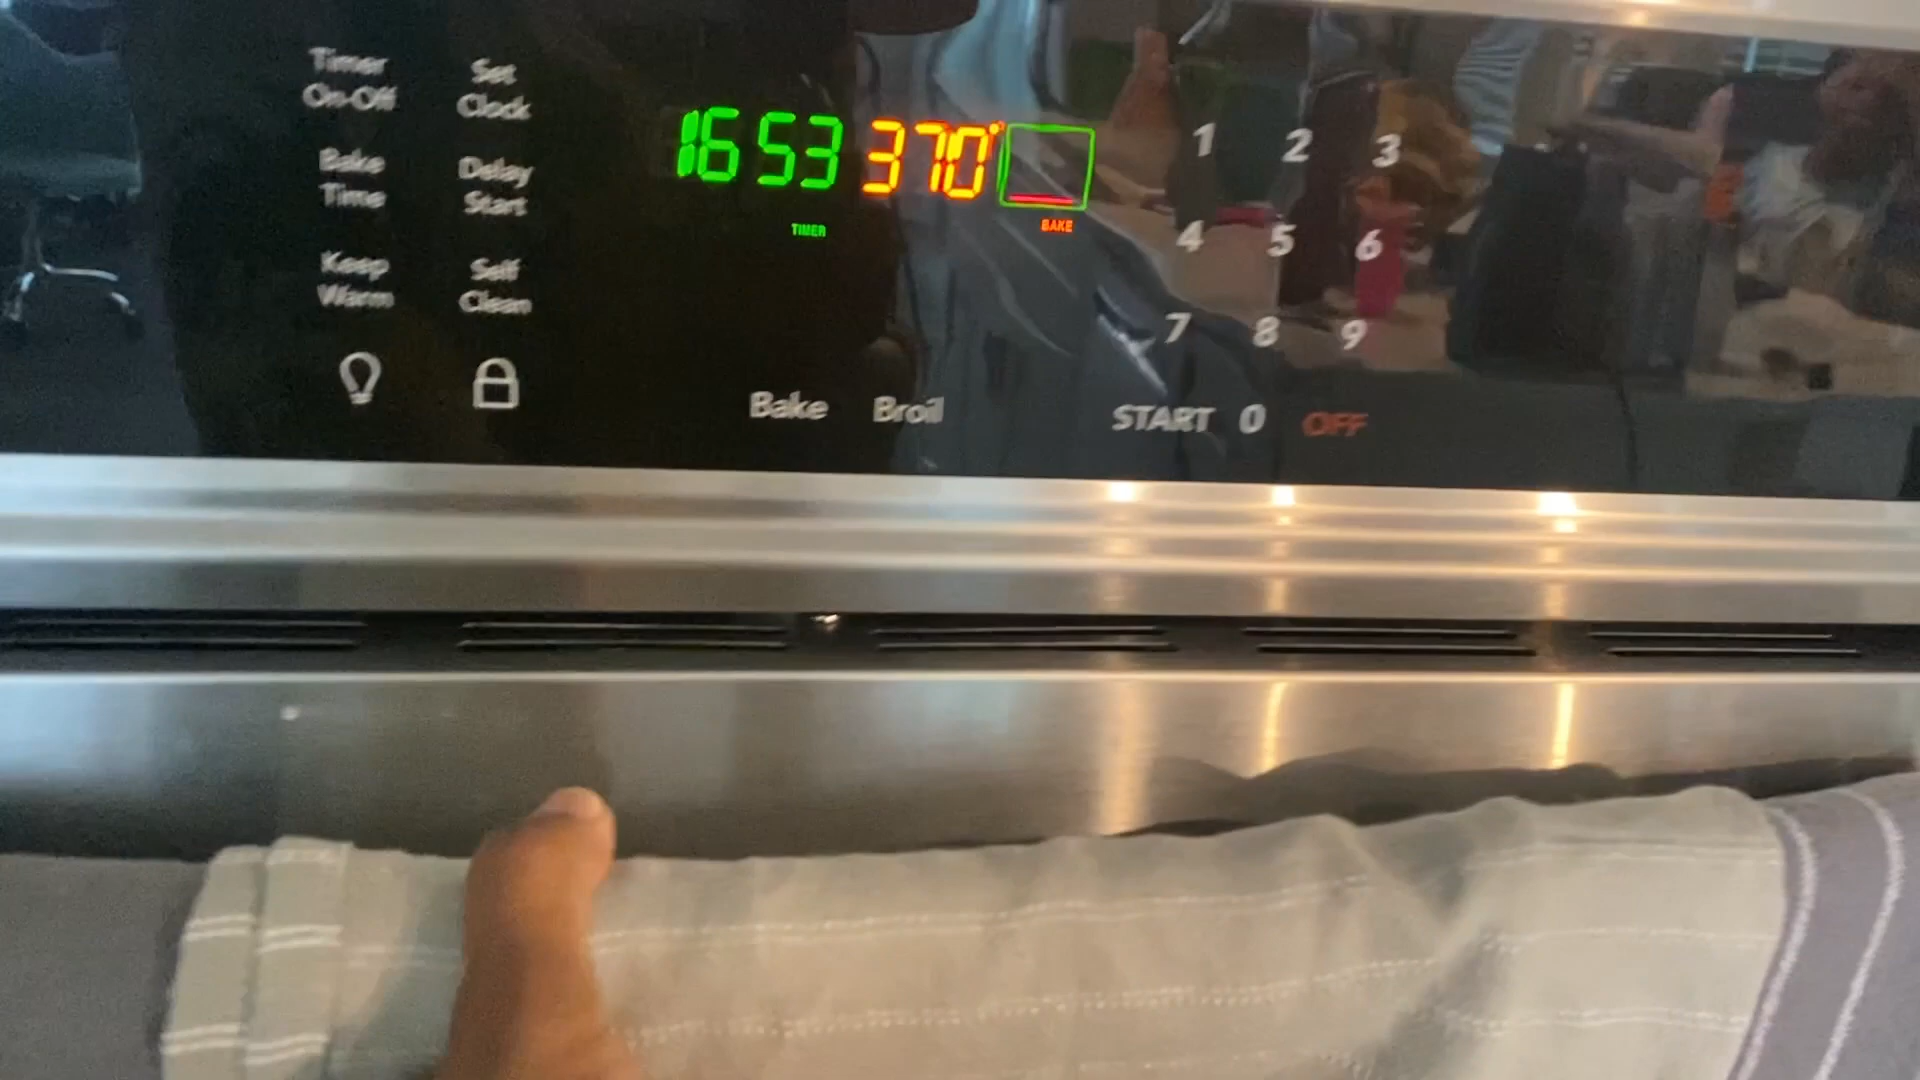 Timer
On-Off
Set
Clock
Bake
Time
Delay
Start
Keep
Warm
Self
Clean
16 53 370°
TIMER
BAKE
Bake Broil
1 2 3
4 5 6
7 8 9
START 0 OFF